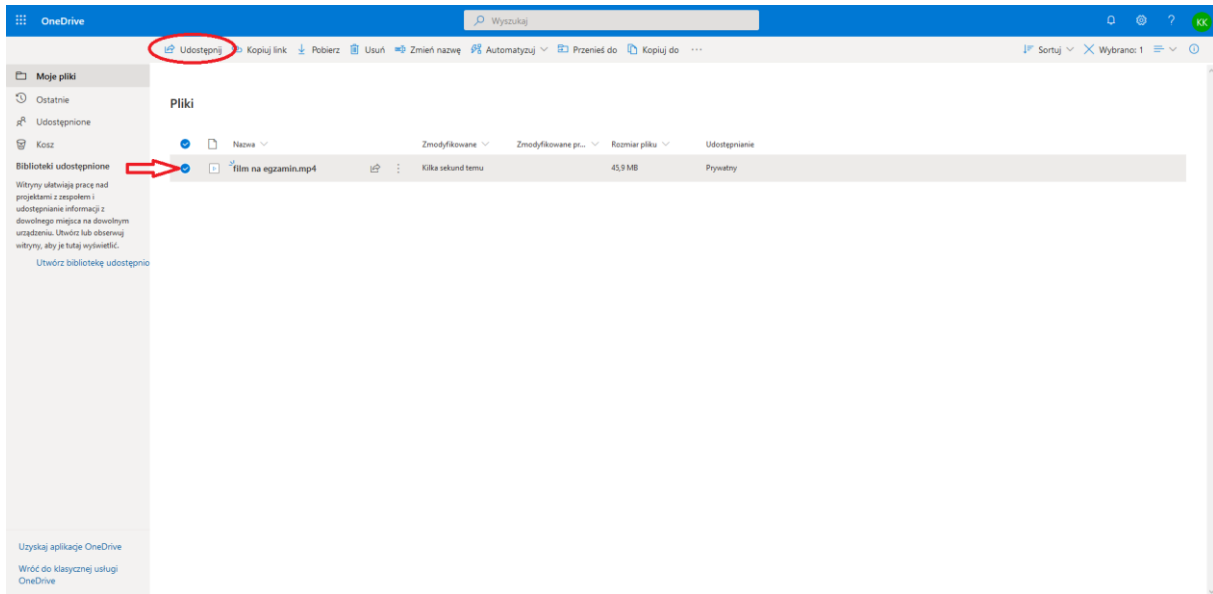 OneDrive
Wyszukaj
KK
Udostępnij Kopiuj link Pobierz Usuń Zmień nazwę Automatyzuj Przenieś do Kopiuj do ...
Sortuj Wybrano: 1
Moje pliki
Ostatnie
Udostępnione
Kosz
Biblioteki udostępnione
Witryny ułatwiają pracę nad
projektami z zespołem i
udostępnianie informacji z
dowolnego miejsca na dowolnym
urządzeniu. Utwórz lub obserwuj
witryny, aby je tutaj wyświetlić.
Utwórz bibliotekę udostępnio
Pliki
Nazwa Zmodyfikowane Zmodyfikowane pr... Rozmiar pliku Udostępnianie
film na egzamin.mp4 Kilka sekund temu 45,9 MB Prywatny
Uzyskaj aplikacje OneDrive
Wróć do klasycznej usługi
OneDrive